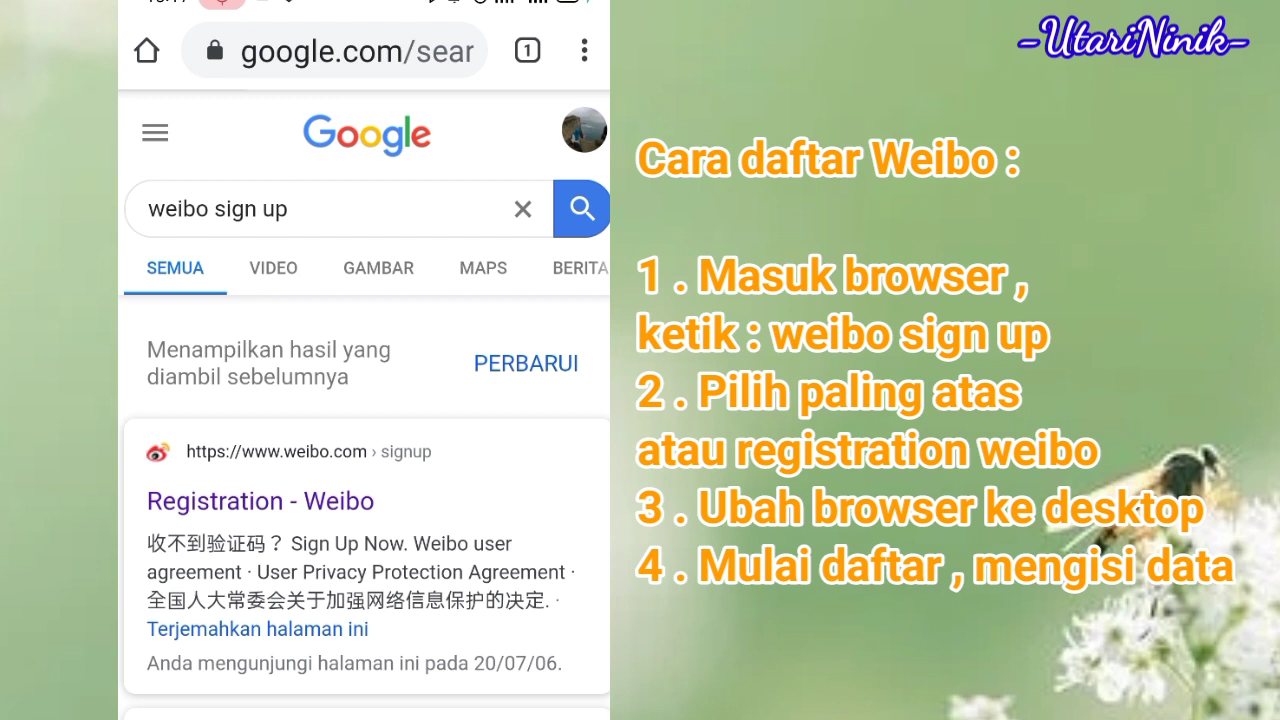 google.com/sear
1
Google
weibo sign up
SEMUA VIDEO GAMBAR MAPS BERITA
Menampilkan hasil yang
diambil sebelumnya
PERBARUI
https://www.weibo.com › signup
Registration - Weibo
收不到验证码？ Sign Up Now. Weibo user
agreement · User Privacy Protection Agreement ·
全国人大常委会关于加强网络信息保护的决定. ·
Terjemahkan halaman ini
Anda mengunjungi halaman ini pada 20/07/06.
-UtariNinik-
Cara daftar Weibo :
1 . Masuk browser ,
ketik : weibo sign up
2 . Pilih paling atas
atau registration weibo
3 . Ubah browser ke desktop
4 . Mulai daftar , mengisi data